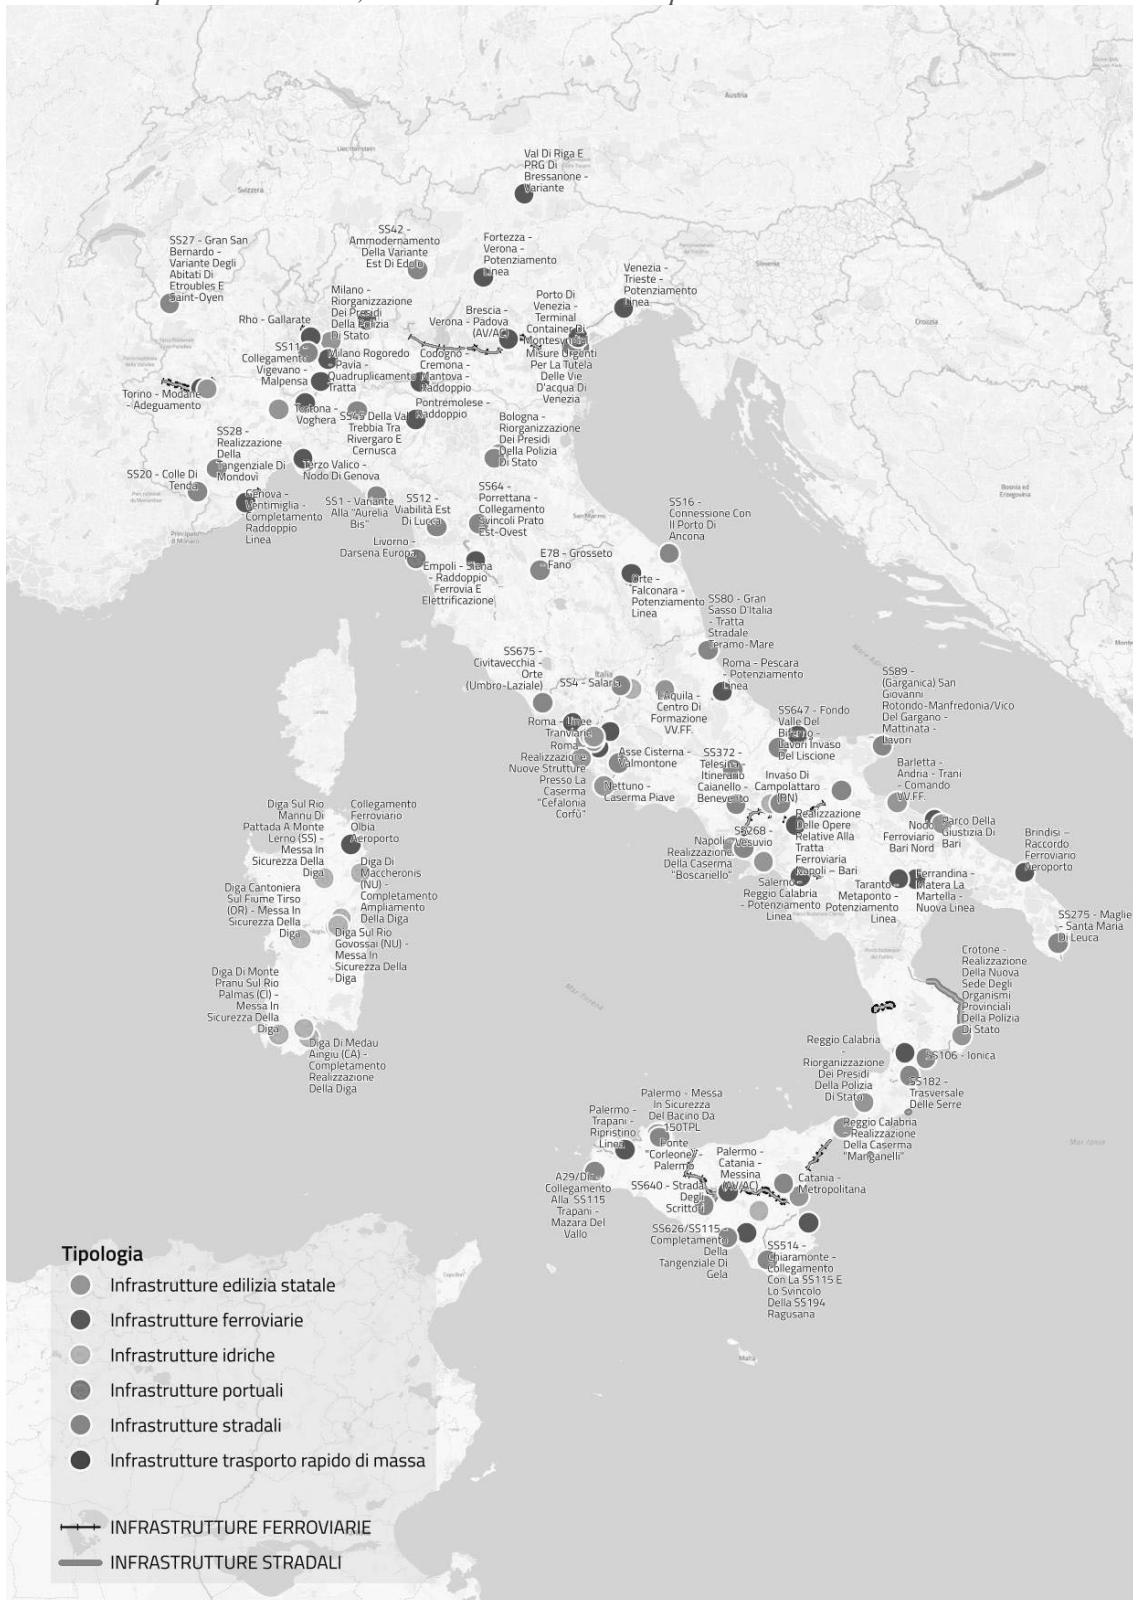 Austria
Liechtenstein
Svizzera
Slovenia
Croazia
Bosnia ed
Erzegovina
San Marino
Italia
Principato
di Monaco
Mar Tirreno
Mar Ionio
Malta
Val Di Riga E
PRG Di
Bressanone -
Variante
SS42 -
Ammodernamento
Della Variante
Est Di Edolo
Fortezza -
Verona -
Potenziamento
Linea
SS27 - Gran San
Bernardo -
Variante Degli
Abitati Di
Etroubles E
Saint-Oyen
Venezia -
Trieste -
Potenziamento
Linea
Milano -
Riorganizzazione
Dei Presidi
Della Polizia
Di Stato
Porto Di
Venezia -
Terminal
Container Di
Montesyndial
Rho - Gallarate
Brescia -
Verona - Padova
(AV/AC)
SS11 -
Collegamento
Vigevano -
Malpensa
Milano Rogoredo
- Pavia -
Quadruplicamento
Tratta
Codogno -
Cremona -
Mantova -
Raddoppio
Misure Urgenti
Per La Tutela
Delle Vie
D'acqua Di
Venezia
Torino - Modane
- Adeguamento
Tortona -
Voghera
SS45 Della Val
Trebbia Tra
Rivergaro E
Cernusca
Pontremolese -
Raddoppio
Bologna -
Riorganizzazione
Dei Presidi
Della Polizia
Di Stato
SS28 -
Realizzazione
Della
Tangenziale Di
Mondovì
SS20 - Colle Di
Tenda
Terzo Valico -
Nodo Di Genova
Genova -
Ventimiglia -
Completamento
Raddoppio
Linea
SS1 - Variante
Alla "Aurelia
Bis"
SS12 -
Viabilità Est
Di Lucca
SS64 -
Porrettana -
Collegamento
Svincoli Prato
Est-Ovest
SS16 -
Connessione Con
Il Porto Di
Ancona
Livorno -
Darsena Europa
Empoli - Siena
- Raddoppio
Ferrovia E
Elettrificazione
E78 - Grosseto
- Fano
Orte -
Falconara -
Potenziamento
Linea
SS80 - Gran
Sasso D'Italia
- Tratta
Stradale
Teramo-Mare
SS675 -
Civitavecchia -
Orte
(Umbro-Laziale)
SS4 - Salaria
L'Aquila -
Centro Di
Formazione
VV.FF.
Roma - Pescara
- Potenziamento
Linea
SS89 -
(Garganica) San
Giovanni
Rotondo-Manfredonia/Vico
Del Gargano -
Mattinata -
Lavori
Roma - Linee
Tranviarie
Roma -
Realizzazione
Nuove Strutture
Presso La
Caserma
"Cefalonia
Corfù"
Asse Cisterna -
Valmontone
Nettuno -
Caserma Piave
SS647 - Fondo
Valle Del
Biferno -
Lavori Invaso
Del Liscione
SS372 -
Telesina -
Itinerario
Caianello -
Benevento
Invaso Di
Campolattaro
(BN)
Barletta -
Andria - Trani
- Comando
VV.FF.
Nodo
Ferroviario
Bari Nord
Parco Della
Giustizia Di
Bari
Brindisi –
Raccordo
Ferroviario
Aeroporto
Realizzazione
Delle Opere
Relative Alla
Tratta
Ferroviaria
Napoli – Bari
SS268 -
Vesuvio
Napoli -
Realizzazione
Della Caserma
"Boscariello"
Salerno -
Reggio Calabria
- Potenziamento
Linea
Taranto -
Metaponto -
Potenziamento
Linea
Ferrandina -
Matera La
Martella -
Nuova Linea
SS275 - Maglie
- Santa Maria
Di Leuca
Diga Sul Rio
Mannu Di
Pattada A Monte
Lerno (SS) -
Messa In
Sicurezza Della
Diga
Collegamento
Ferroviario
Olbia
Aeroporto
Diga Di
Maccheronis
(NU) -
Completamento
Ampliamento
Della Diga
Diga Cantoniera
Sul Fiume Tirso
(OR) - Messa In
Sicurezza Della
Diga
Diga Sul Rio
Govossai (NU) -
Messa In
Sicurezza Della
Diga
Diga Di Monte
Pranu Sul Rio
Palmas (CI) -
Messa In
Sicurezza Della
Diga
Diga Di Medau
Aingiu (CA) -
Completamento
Realizzazione
Della Diga
Crotone -
Realizzazione
Della Nuova
Sede Degli
Organismi
Provinciali
Della Polizia
Di Stato
SS106 - Ionica
SS182 -
Trasversale
Delle Serre
Reggio Calabria
-
Riorganizzazione
Dei Presidi
Della Polizia
Di Stato
Reggio Calabria
- Realizzazione
Della Caserma
"Manganelli"
Palermo - Messa
In Sicurezza
Del Bacino Da
150TPL
Palermo -
Trapani -
Ripristino
Linea
Ponte
"Corleone" -
Palermo
Palermo -
Catania -
Messina
(AV/AC)
Catania -
Metropolitana
A29/Dir
Collegamento
Alla SS115
Trapani -
Mazara Del
Vallo
SS640 - Strada
Degli
Scrittori
SS626/SS115 -
Completamento
Della
Tangenziale Di
Gela
SS514 -
Chiaramonte -
Collegamento
Con La SS115 E
Lo Svincolo
Della SS194
Ragusana
Tipologia
Infrastrutture edilizia statale
Infrastrutture ferroviarie
Infrastrutture idriche
Infrastrutture portuali
Infrastrutture stradali
Infrastrutture trasporto rapido di massa
INFRASTRUTTURE FERROVIARIE
INFRASTRUTTURE STRADALI